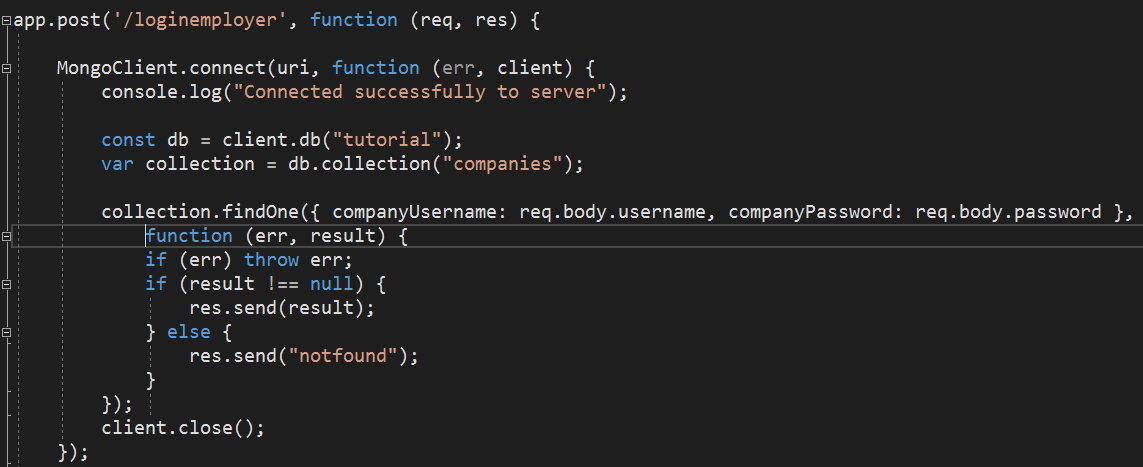 app.post('/loginemployer', function (req, res) {
MongoClient.connect(uri, function (err, client) {
console.log("Connected successfully to server");
const db = client.db("tutorial");
var collection = db.collection("companies");
collection.findOne({ companyUsername: req.body.username, companyPassword: req.body.password },
function (err, result) {
if (err) throw err;
if (result !== null) {
res.send(result);
} else {
res.send("notfound");
}
});
client.close();
});